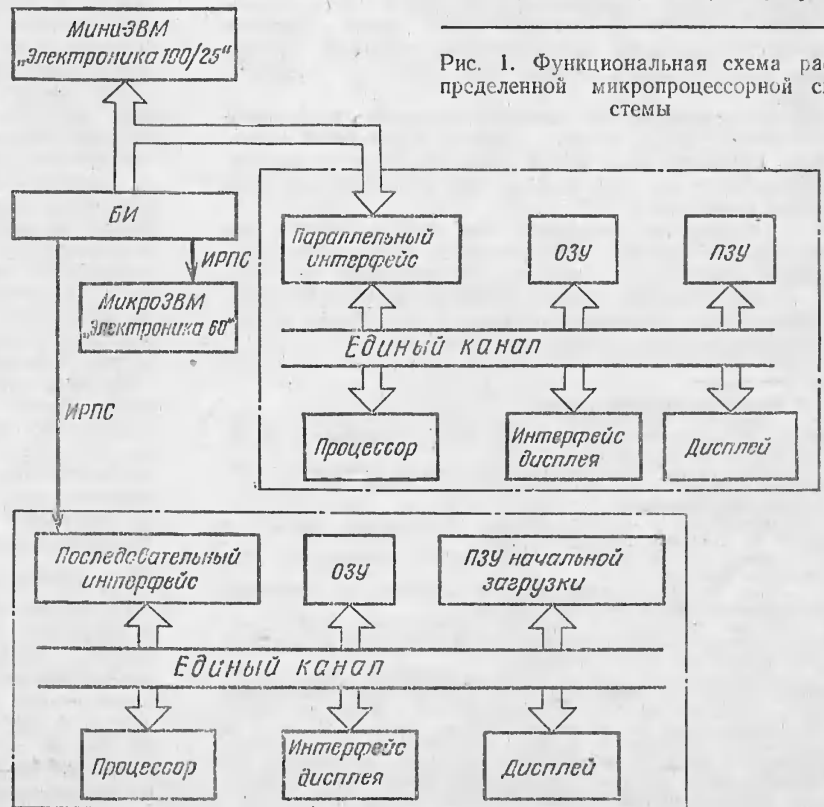 Мини-ЭВМ
„Электроника 100/25“
Рис. 1. Функциональная схема рас
пределенной микропроцессорной си
стемы
БИ
ИРПС
МикроЭВМ
„Электроника 60“
Параллельный
интерфейс
ОЗУ
ПЗУ
Единый канал
Процессор
Интерфейс
дисплея
Дисплей
ИРПС
Последовательный
интерфейс
ОЗУ
ПЗУ начальной
загрузки
Единый канал
Процессор
Интерфейс
дисплея
Дисплей